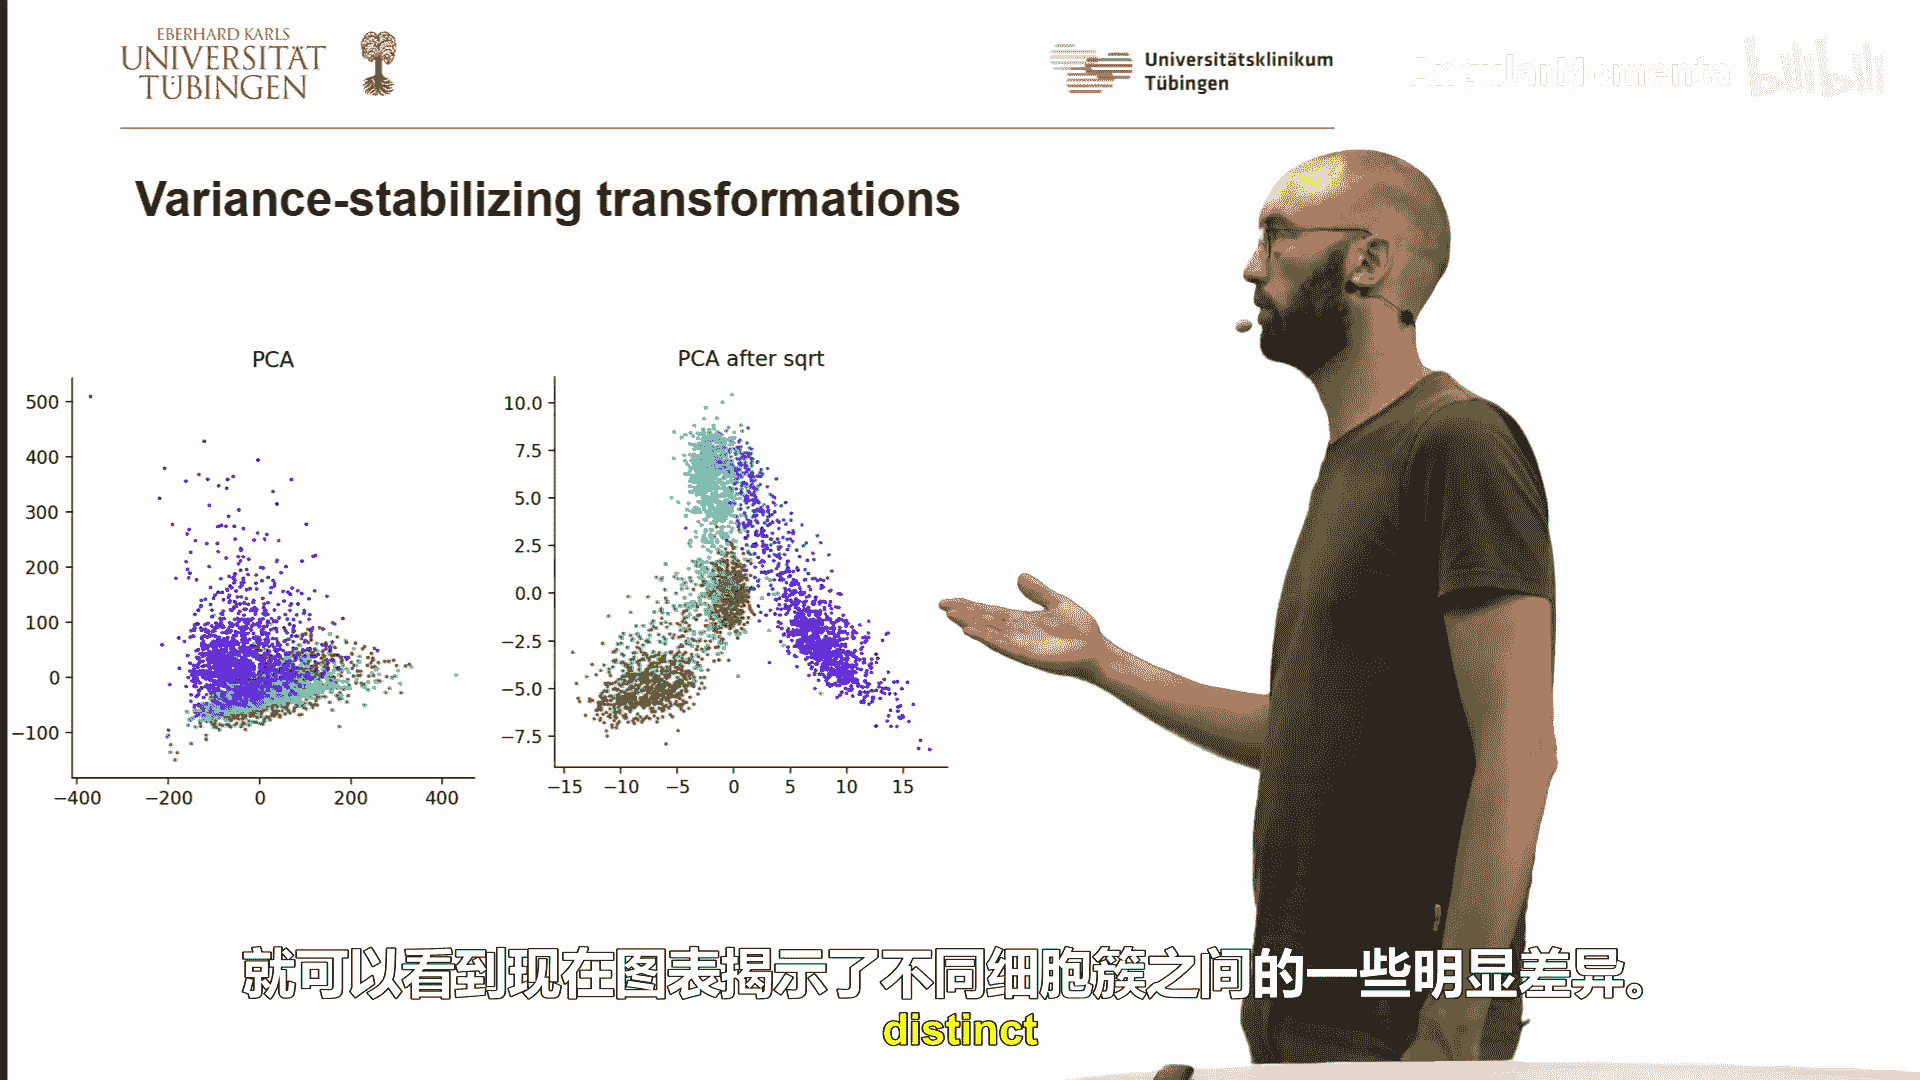 EBERHARD KARLS
UNIVERSITÄT
TÜBINGEN
Universitätsklinikum
Tübingen
bilibili
Variance-stabilizing transformations
PCA
500
400
300
200
100
0
−100
−400 −200 0 200 400
PCA after sqrt
10.0
7.5
5.0
2.5
0.0
−2.5
−5.0
−7.5
−15 −10 −5 0 5 10 15
就可以看到现在图表揭示了不同细胞簇之间的一些明显差异。
distinct